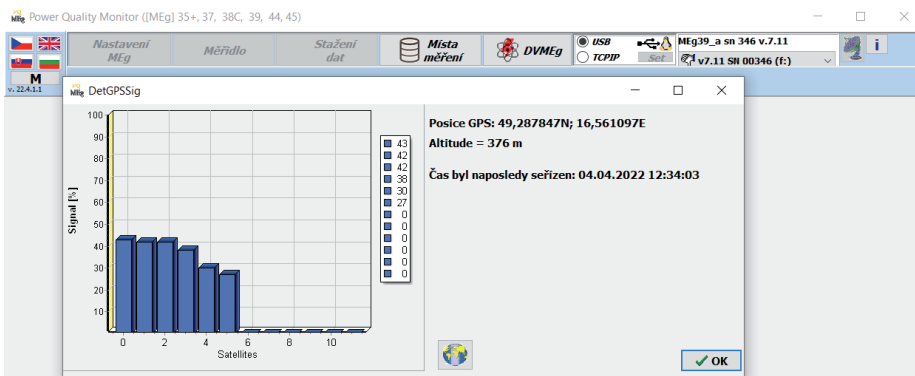 MEg Power Quality Monitor ([MEg] 35+, 37, 38C, 39, 44, 45)
Nastavení
MEg
Měřidlo
Stažení
dat
Místa
měření
DVMEg
USB
TCPIP
Set
MEg39_a sn 346 v.7.11
v7.11 SN 00346 (f:)
i
M
v. 22.4.1.1
MEg DetGPSSig
Signal [%]
100
90
80
70
60
50
40
30
20
10
0
2
4
6
8
10
Satellites
43
42
42
38
30
27
0
0
0
0
0
0
Posice GPS: 49,287847N; 16,561097E
Altitude = 376 m
Čas byl naposledy seřízen: 04.04.2022 12:34:03
OK